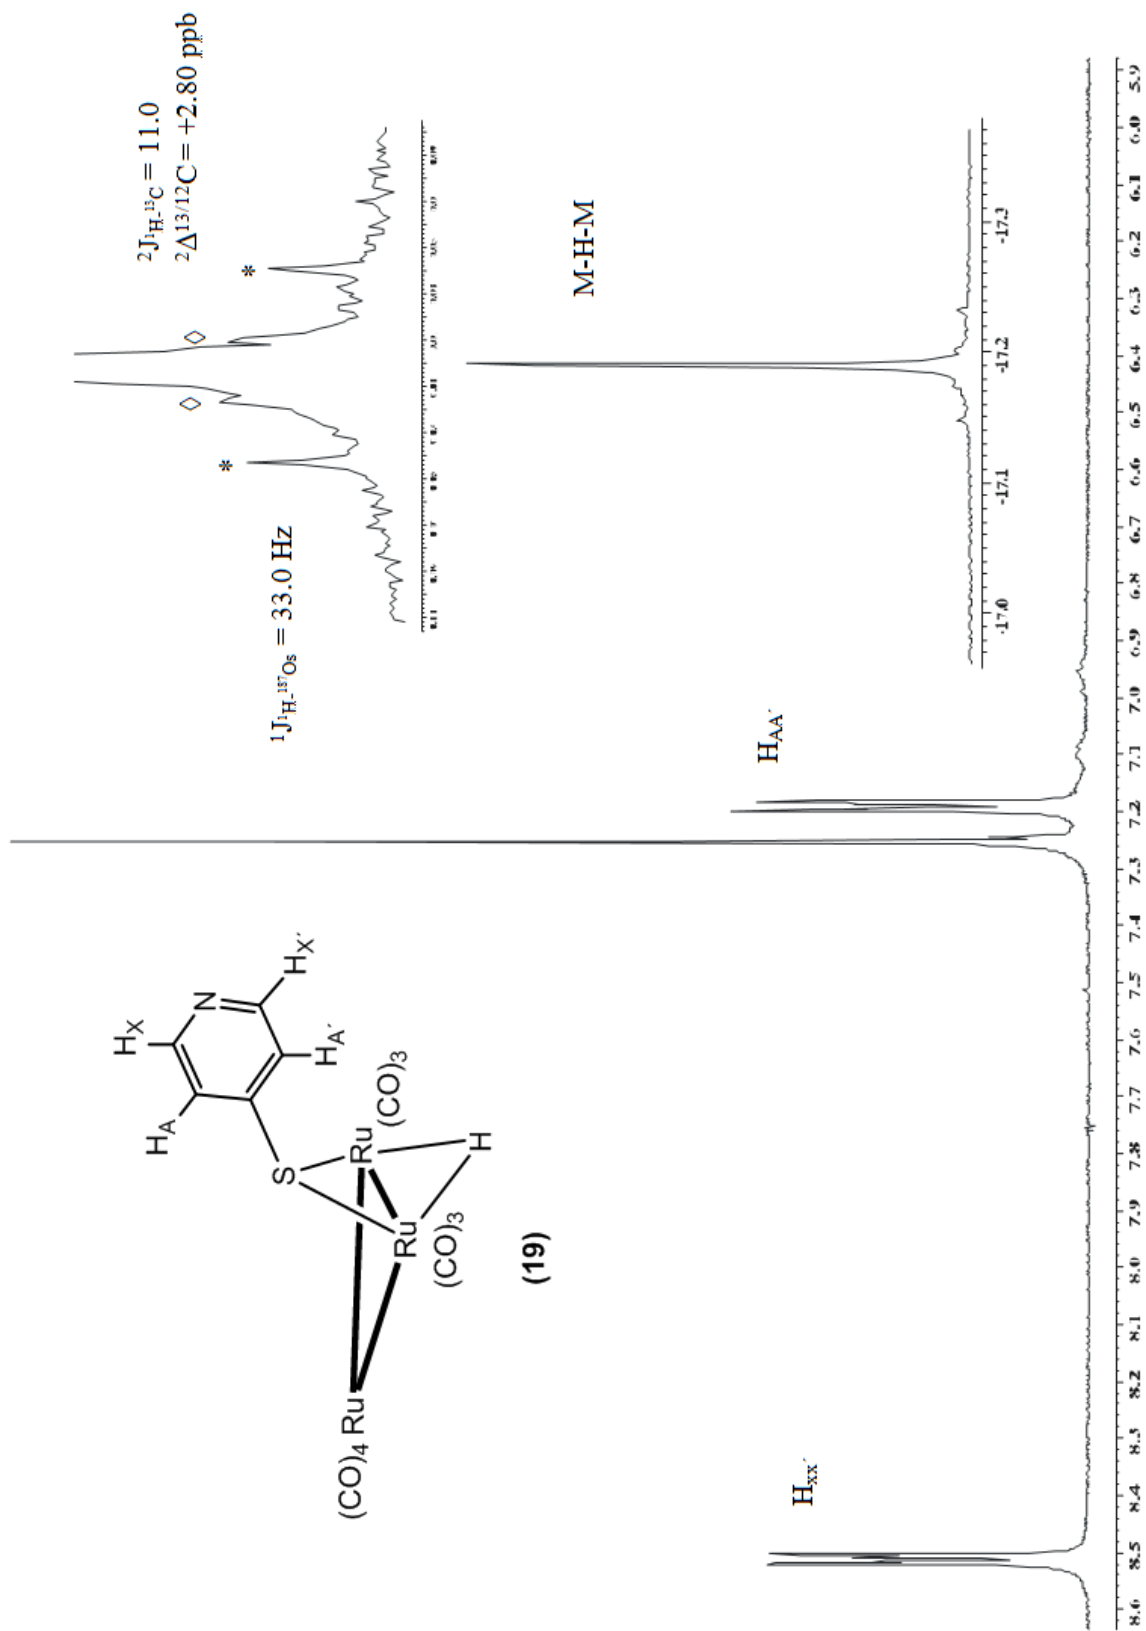 ²J¹H-¹³C = 11.0
²Δ¹³/¹²C = +2.80 ppb
*
*
¹J¹H-¹⁸⁷Os = 33.0 Hz
M-H-M
-17.0 -17.1 -17.2 -17.3
HX
N
HX´
HA
HA´
S
Ru
(CO)3
H
Ru
(CO)3
(CO)4 Ru
(19)
HXX´
HAA´
8.6 8.5 8.4 8.3 8.2 8.1 8.0 7.9 7.8 7.7 7.6 7.5 7.4 7.3 7.2 7.1 7.0 6.9 6.8 6.7 6.6 6.5 6.4 6.3 6.2 6.1 6.0 5.9